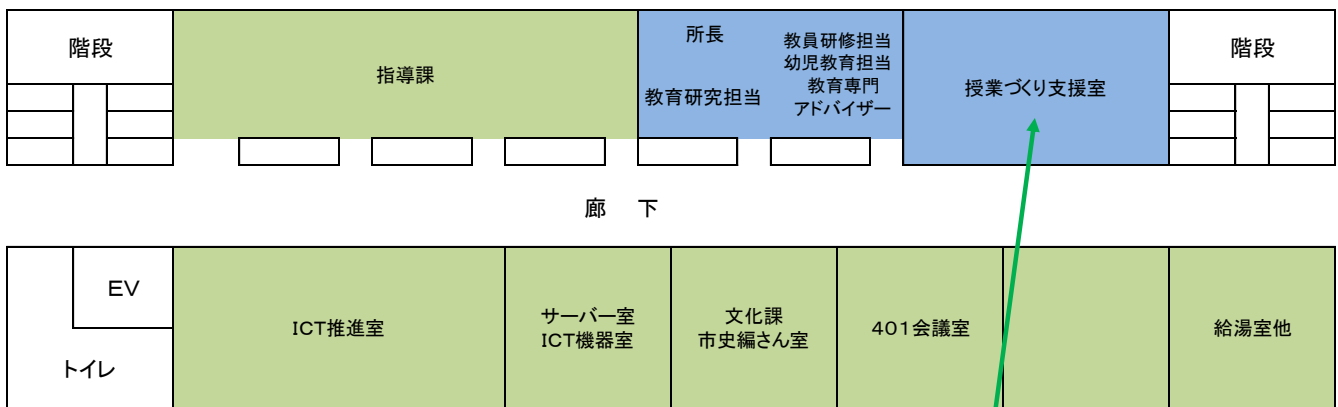 階段
指導課
所長
教育研究担当
教員研修担当
幼児教育担当
教育専門
アドバイザー
授業づくり支援室
階段
廊 下
EV
トイレ
ICT推進室
サーバー室
ICT機器室
文化課
市史編さん室
401会議室
給湯室他